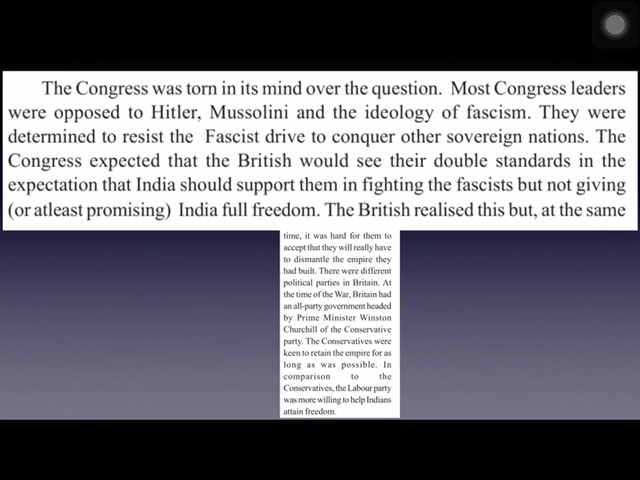 The Congress was torn in its mind over the question. Most Congress leaders
were opposed to Hitler, Mussolini and the ideology of fascism. They were
determined to resist the Fascist drive to conquer other sovereign nations. The
Congress expected that the British would see their double standards in the
expectation that India should support them in fighting the fascists but not giving
(or atleast promising) India full freedom. The British realised this but, at the same
time, it was hard for them to
accept that they will really have
to dismantle the empire they
had built. There were different
political parties in Britain. At
the time of the War, Britain had
an all-party government headed
by Prime Minister Winston
Churchill of the Conservative
party. The Conservatives were
keen to retain the empire for as
long as was possible. In
comparison to the
Conservatives, the Labour party
was more willing to help Indians
attain freedom.